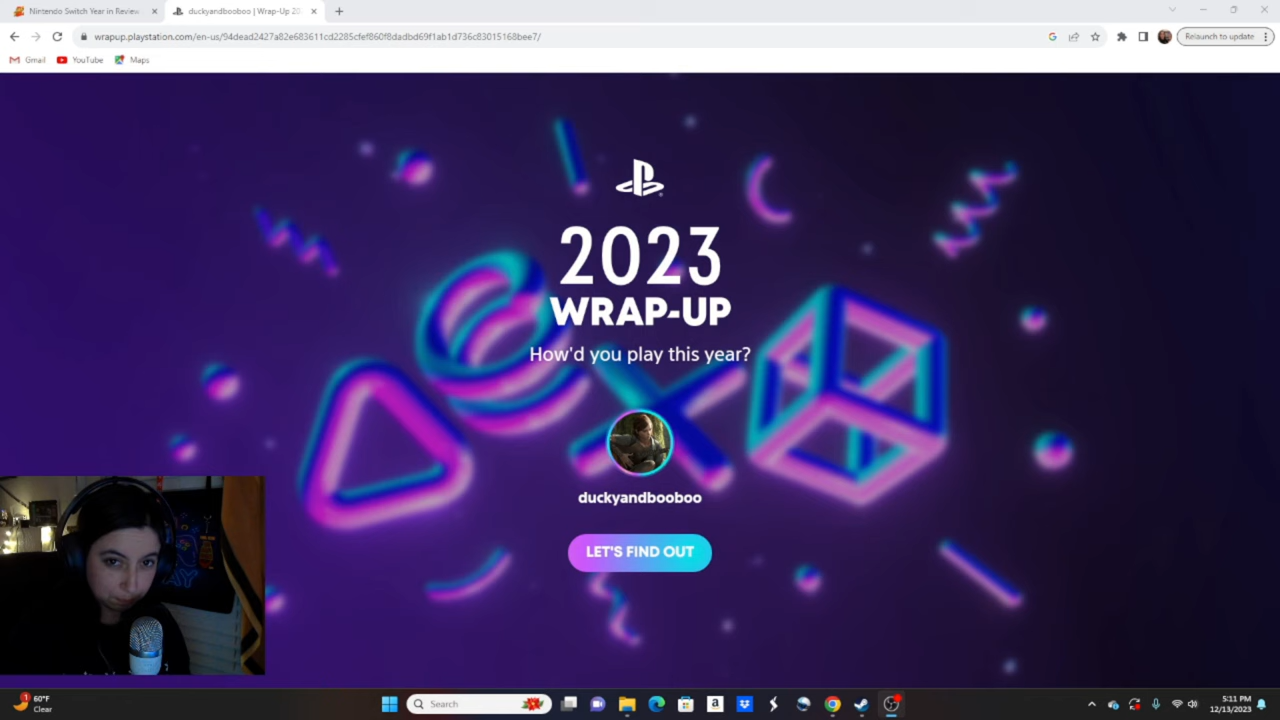 Nintendo Switch Year in Review
duckyandbooboo | Wrap-Up 20
wrapup.playstation.com/en-us/94dead2427a82e683611cd2285cfef860f8dadbd69f1ab1d736c83015168bee7/
Relaunch to update
Gmail YouTube Maps
2023
WRAP-UP
How'd you play this year?
duckyandbooboo
LET'S FIND OUT
1
60°F
Clear
Search
5:11 PM
12/13/2023